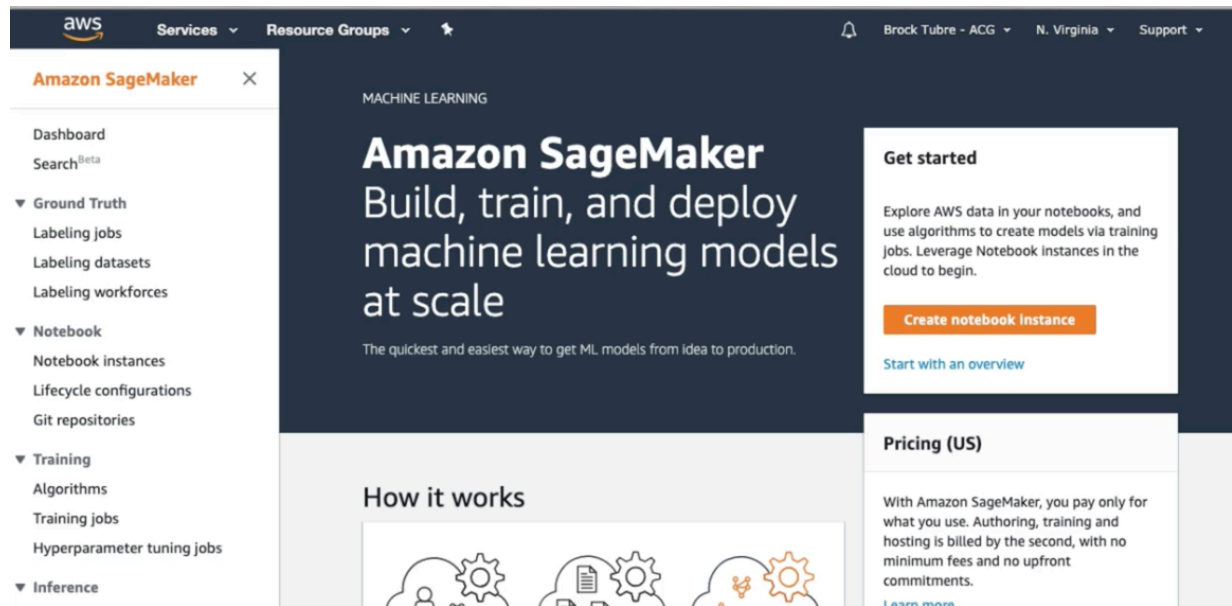 aws
Services
Resource Groups
Brock Tubre - ACG
N. Virginia
Support
Amazon SageMaker
Dashboard
Search Beta
Ground Truth
Labeling jobs
Labeling datasets
Labeling workforces
Notebook
Notebook instances
Lifecycle configurations
Git repositories
Training
Algorithms
Training jobs
Hyperparameter tuning jobs
Inference
MACHINE LEARNING
Amazon SageMaker
Build, train, and deploy
machine learning models
at scale
The quickest and easiest way to get ML models from idea to production.
How it works
Get started
Explore AWS data in your notebooks, and
use algorithms to create models via training
jobs. Leverage Notebook instances in the
cloud to begin.
Create notebook instance
Start with an overview
Pricing (US)
With Amazon SageMaker, you pay only for
what you use. Authoring, training and
hosting is billed by the second, with no
minimum fees and no upfront
commitments.
Learn more